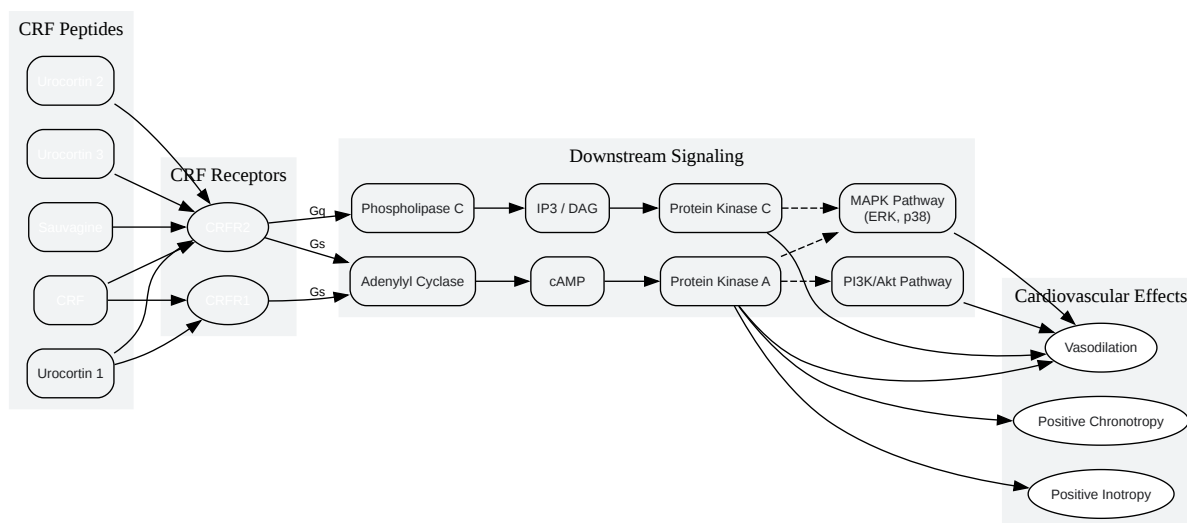 CRF Peptides
Urocortin 2
Urocortin 3
Sauvagine
CRF
Urocortin 1
CRF Receptors
CRFR2
CRFR1
Gq
Gs
Gs
Downstream Signaling
Phospholipase C
IP3 / DAG
Protein Kinase C
MAPK Pathway
(ERK, p38)
Adenylyl Cyclase
cAMP
Protein Kinase A
PI3K/Akt Pathway
Cardiovascular Effects
Vasodilation
Positive Chronotropy
Positive Inotropy